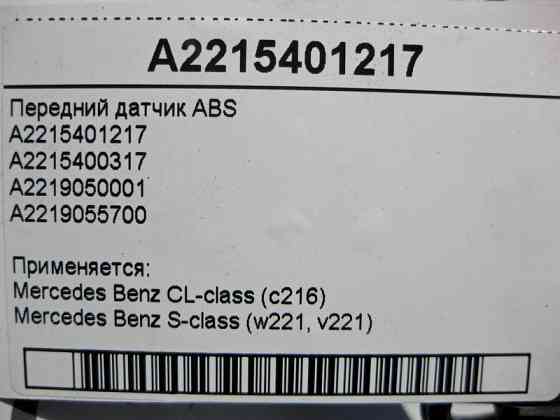 A2215401217
Передний датчик ABS
A2215401217
A2215400317
A2219050001
A2219055700
Применяется:
Mercedes Benz CL-class (c216)
Mercedes Benz S-class (w221, v221)